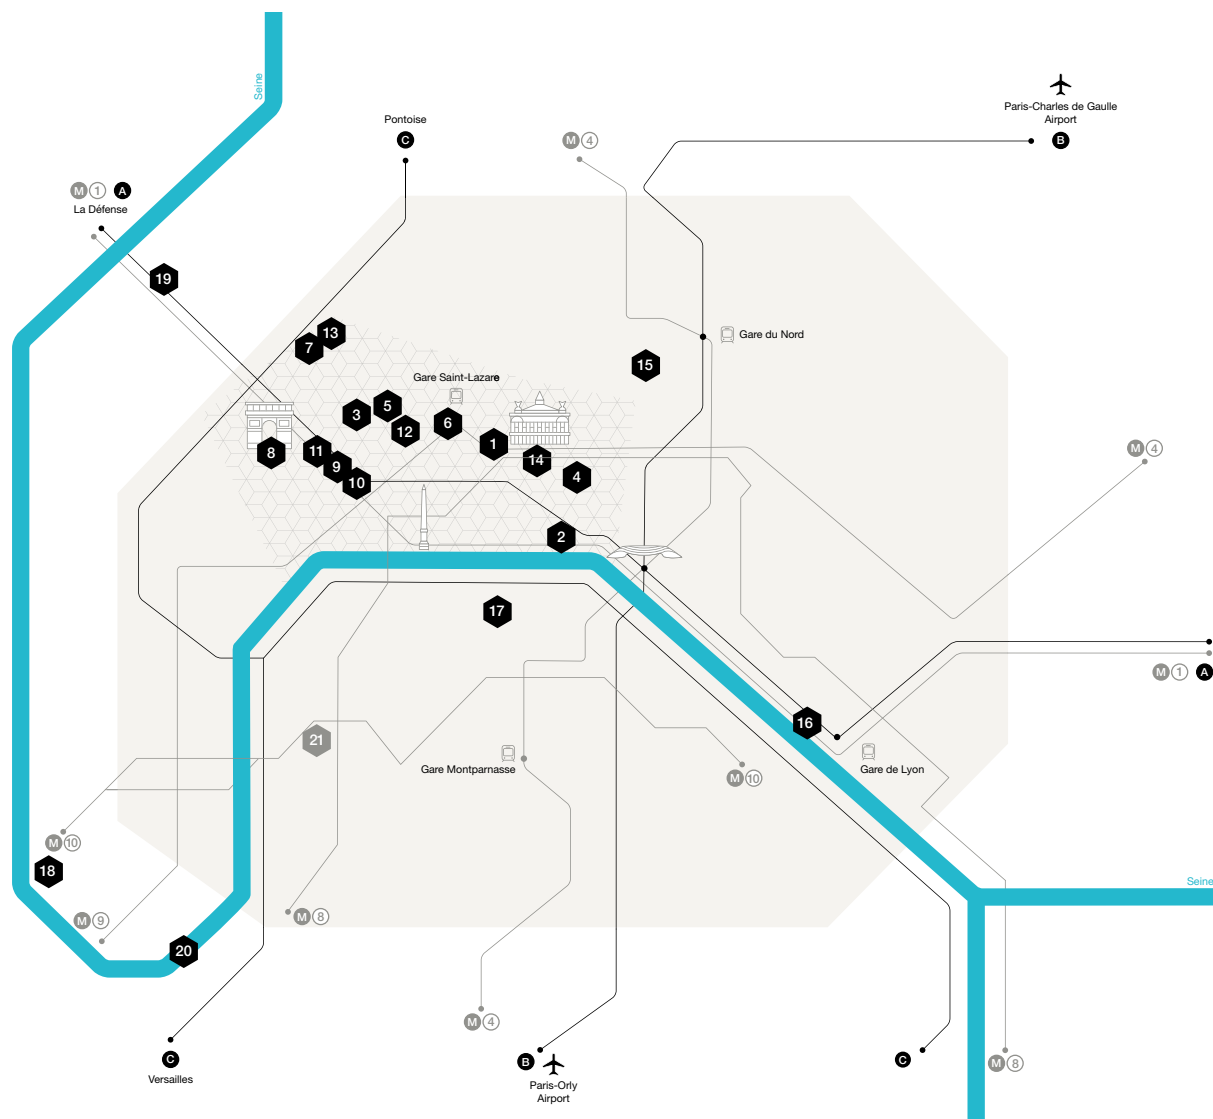 Seine
Paris-Charles de Gaulle
Airport
B
Pontoise
C
M 4
M 1 A
La Défense
19
13
7
Gare du Nord
15
Gare Saint-Lazare
5
3
6
12
1
11
8
14
9
4
10
M 4
2
17
M 1 A
16
21
Gare Montparnasse
Gare de Lyon
M 10
M 10
18
Seine
M 9
M 8
20
M 4
C
Versailles
B
Paris-Orly
Airport
C
M 8